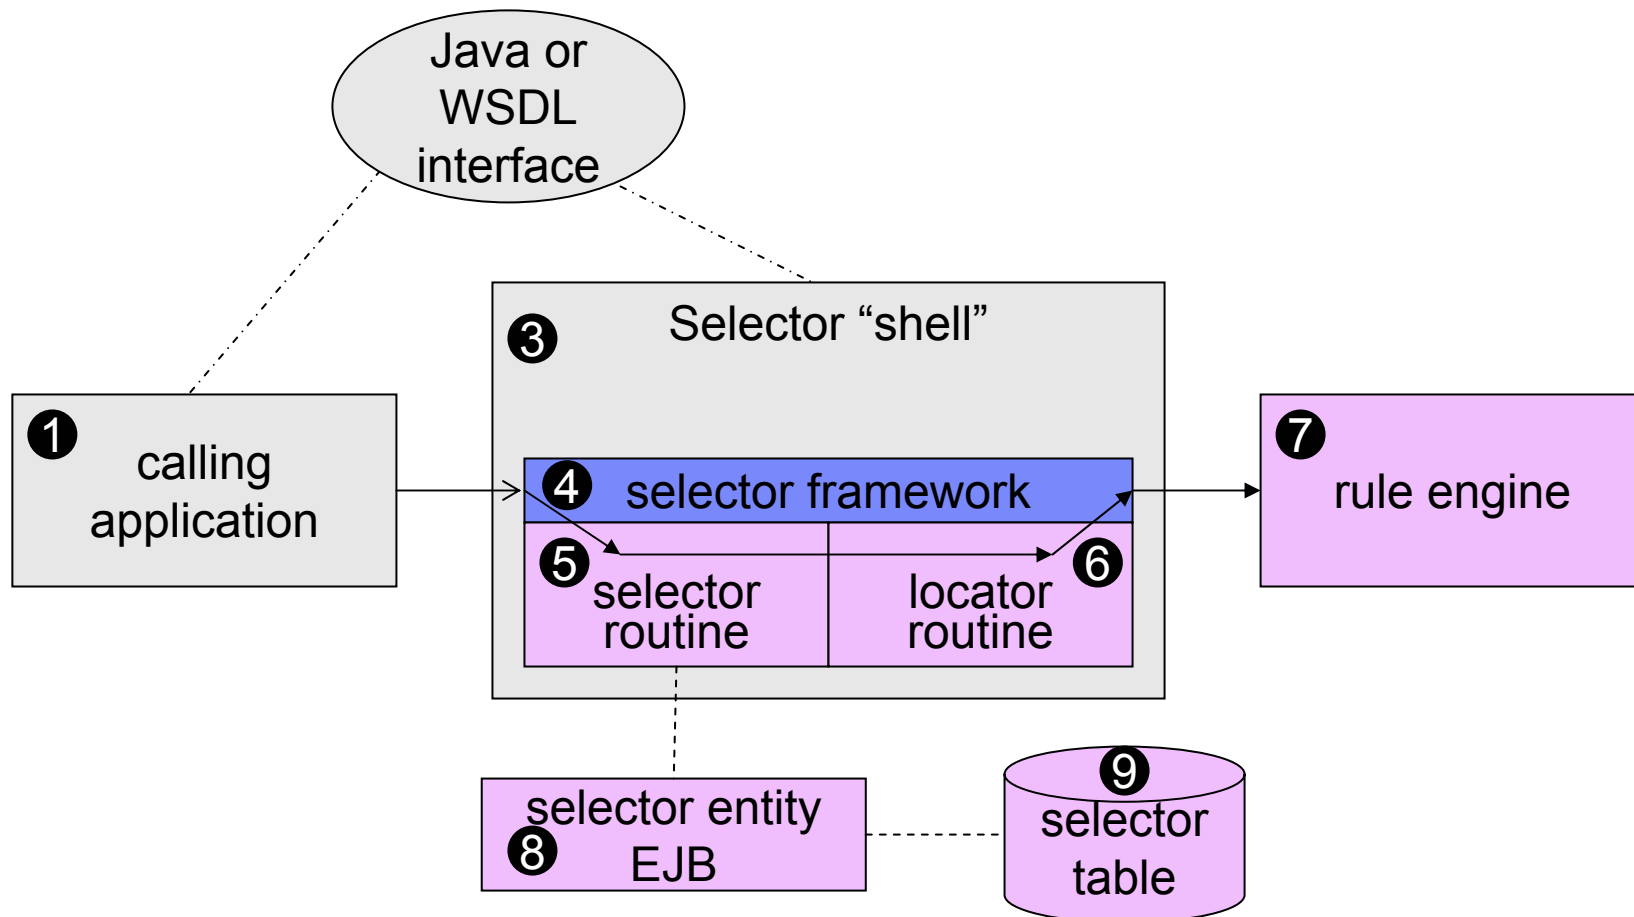 Java or
WSDL
interface
3
Selector “shell”
1
calling
application
4
selector framework
7
rule engine
5
selector
routine
6
locator
routine
8
selector entity
EJB
9
selector
table